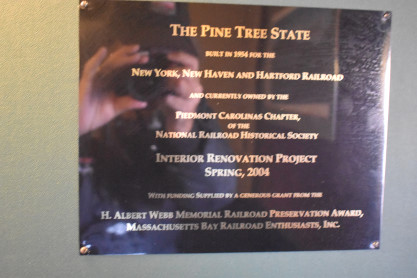 The Pine Tree State
built in 1954 for the
New York, New Haven and Hartford Railroad
and currently owned by the
Piedmont Carolinas Chapter,
of the
National Railroad Historical Society
Interior Renovation Project
Spring, 2004
With funding supplied by a generous grant from the
H. Albert Webb Memorial Railroad Preservation Award,
Massachusetts Bay Railroad Enthusiasts, Inc.